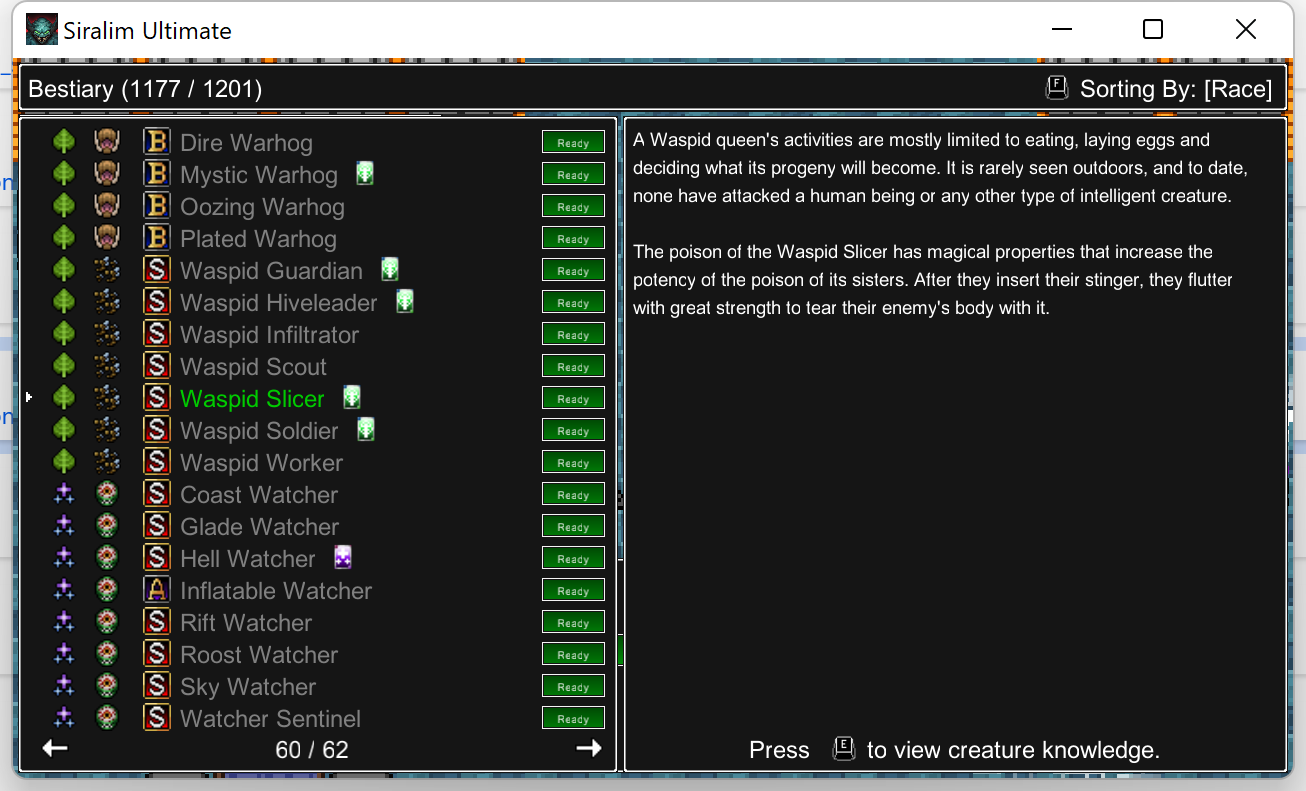 Siralim Ultimate
Bestiary (1177 / 1201)
F Sorting By: [Race]
B Dire Warhog Ready
B Mystic Warhog Ready
B Oozing Warhog Ready
B Plated Warhog Ready
S Waspid Guardian Ready
S Waspid Hiveleader Ready
S Waspid Infiltrator Ready
S Waspid Scout Ready
S Waspid Slicer Ready
S Waspid Soldier Ready
S Waspid Worker Ready
S Coast Watcher Ready
S Glade Watcher Ready
S Hell Watcher Ready
A Inflatable Watcher Ready
S Rift Watcher Ready
S Roost Watcher Ready
S Sky Watcher Ready
S Watcher Sentinel Ready
60 / 62
A Waspid queen's activities are mostly limited to eating, laying eggs and
deciding what its progeny will become. It is rarely seen outdoors, and to date,
none have attacked a human being or any other type of intelligent creature.
The poison of the Waspid Slicer has magical properties that increase the
potency of the poison of its sisters. After they insert their stinger, they flutter
with great strength to tear their enemy's body with it.
Press E to view creature knowledge.